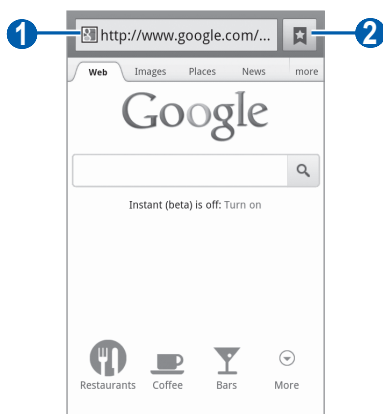 1 http://www.google.com/... 2
Web Images Places News more
Google
Instant (beta) is off: Turn on
Restaurants Coffee Bars More